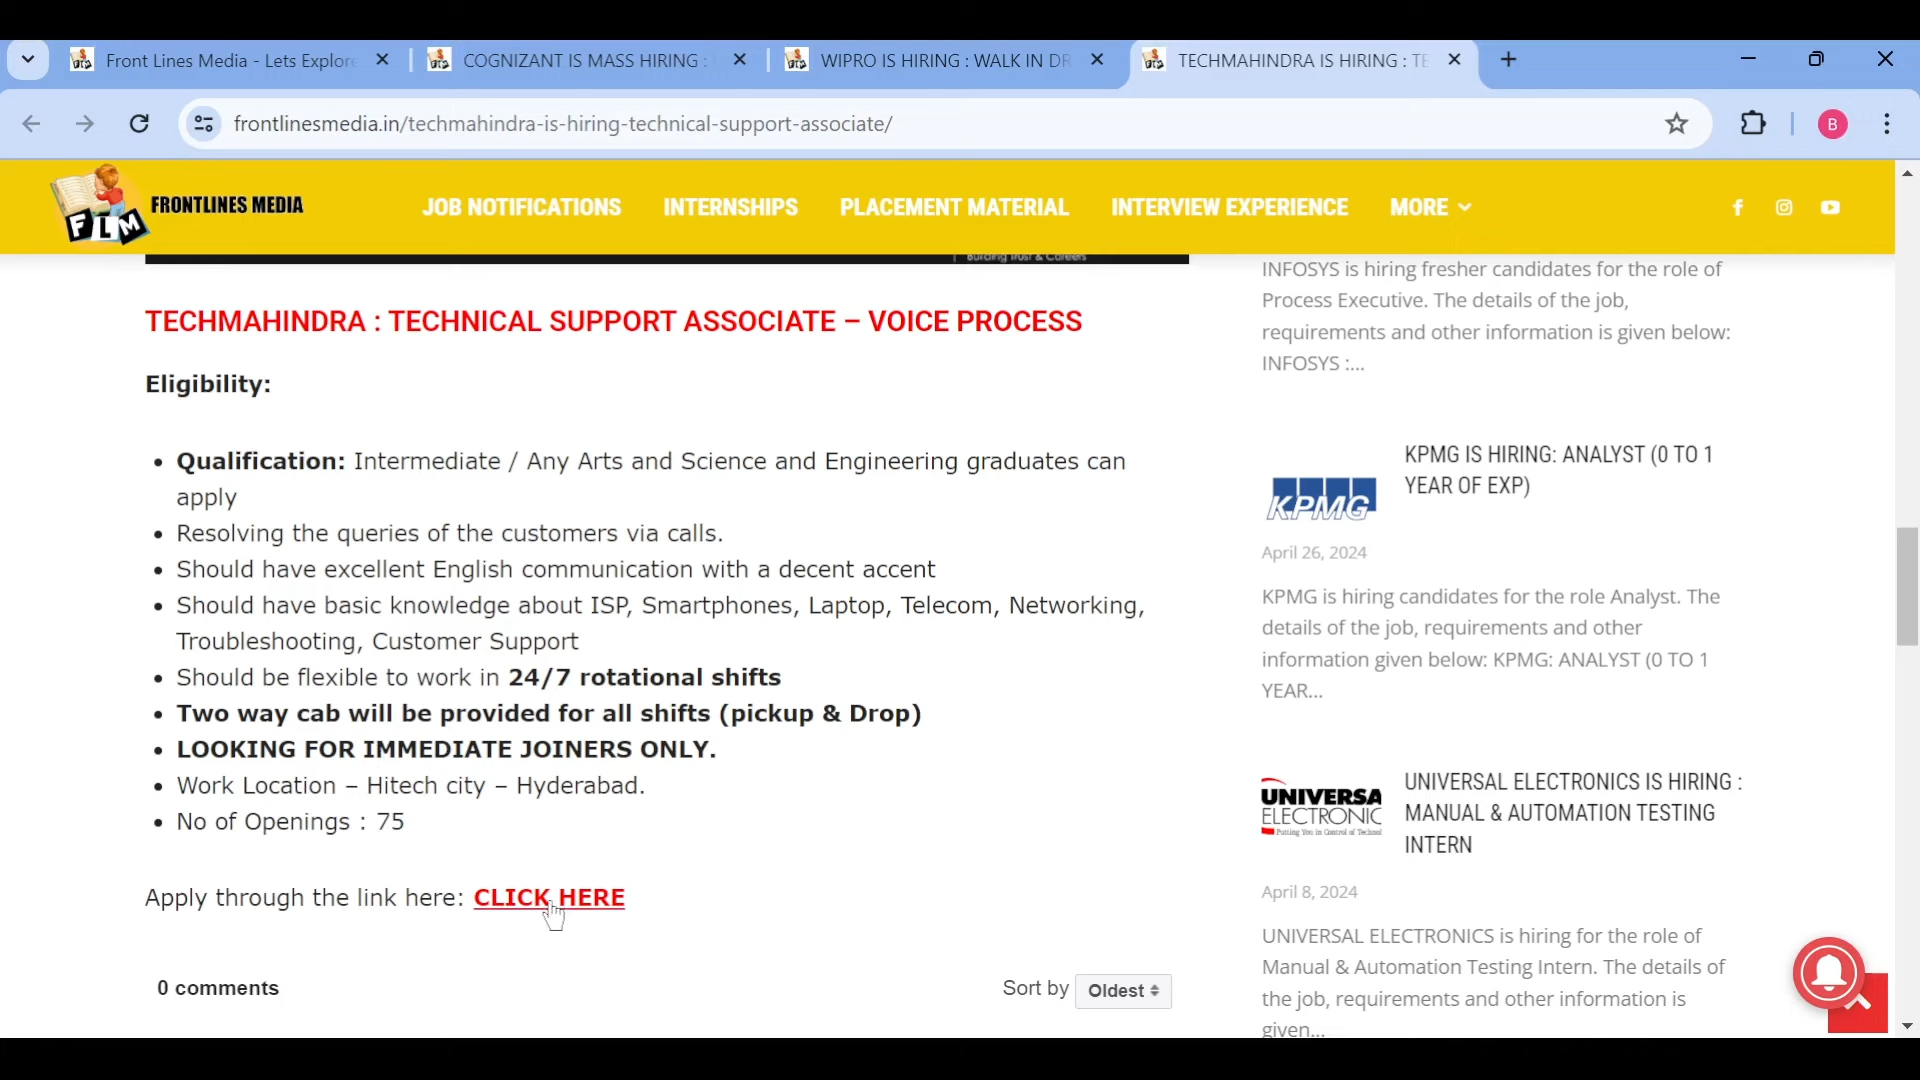 Front Lines Media - Lets Explore
COGNIZANT IS MASS HIRING :
WIPRO IS HIRING : WALK IN DR
TECHMAHINDRA IS HIRING : TE
frontlinesmedia.in/techmahindra-is-hiring-technical-support-associate/
B
FLM
FRONTLINES MEDIA
JOB NOTIFICATIONS
INTERNSHIPS
PLACEMENT MATERIAL
INTERVIEW EXPERIENCE
MORE
Building Trust & Careers
TECHMAHINDRA : TECHNICAL SUPPORT ASSOCIATE – VOICE PROCESS
Eligibility:
• Qualification: Intermediate / Any Arts and Science and Engineering graduates can
apply
• Resolving the queries of the customers via calls.
• Should have excellent English communication with a decent accent
• Should have basic knowledge about ISP, Smartphones, Laptop, Telecom, Networking,
Troubleshooting, Customer Support
• Should be flexible to work in 24/7 rotational shifts
• Two way cab will be provided for all shifts (pickup & Drop)
• LOOKING FOR IMMEDIATE JOINERS ONLY.
• Work Location – Hitech city – Hyderabad.
• No of Openings : 75
Apply through the link here: CLICK HERE
0 comments
Sort by Oldest
INFOSYS is hiring fresher candidates for the role of
Process Executive. The details of the job,
requirements and other information is given below:
INFOSYS :...
KPMG
KPMG IS HIRING: ANALYST (0 TO 1
YEAR OF EXP)
April 26, 2024
KPMG is hiring candidates for the role Analyst. The
details of the job, requirements and other
information given below: KPMG: ANALYST (0 TO 1
YEAR...
UNIVERSA
ELECTRONIC
Putting You in Control of Technol
UNIVERSAL ELECTRONICS IS HIRING :
MANUAL & AUTOMATION TESTING
INTERN
April 8, 2024
UNIVERSAL ELECTRONICS is hiring for the role of
Manual & Automation Testing Intern. The details of
the job, requirements and other information is
given...